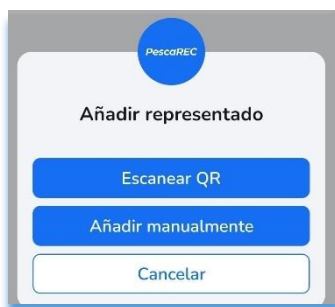 PescaREC
Añadir representado
Escanear QR
Añadir manualmente
Cancelar